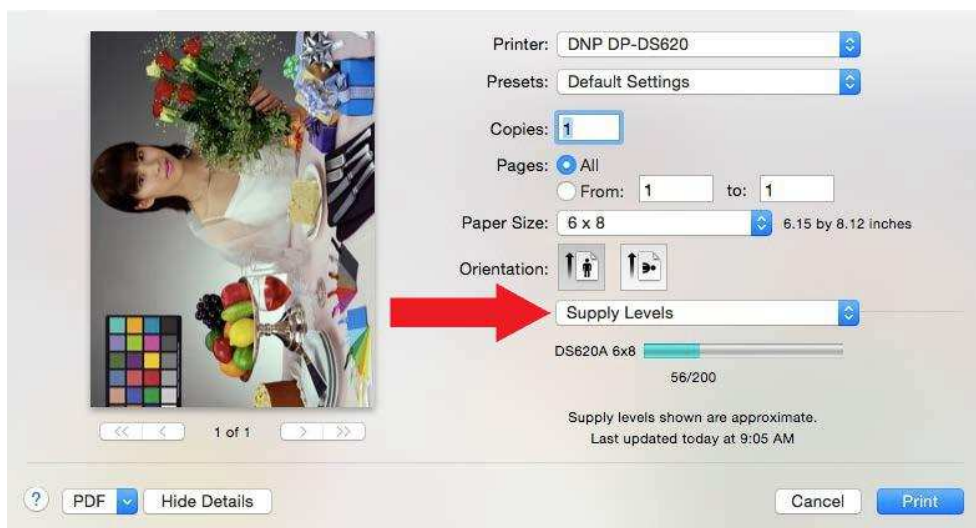 Printer: DNP DP-DS620
Presets: Default Settings
Copies: 1
Pages: All
From: 1 to: 1
Paper Size: 6 x 8 6.15 by 8.12 inches
Orientation:
Supply Levels
DS620A 6x8
56/200
Supply levels shown are approximate.
Last updated today at 9:05 AM
<< < 1 of 1 > >>
? PDF Hide Details Cancel Print